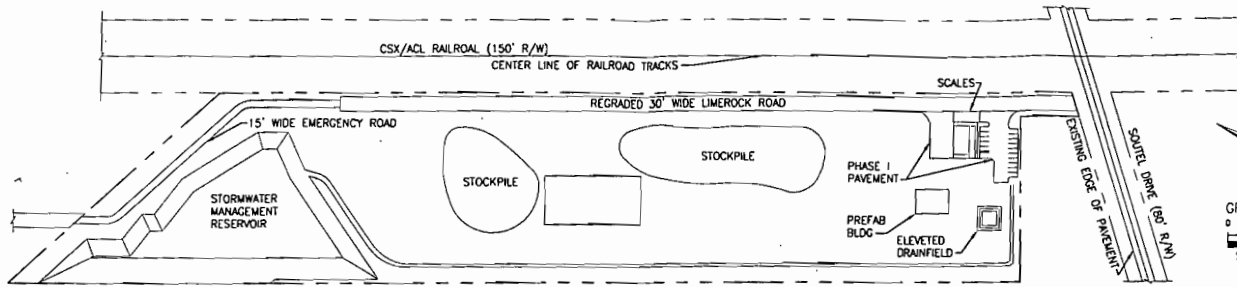 CSX/ACL RAILROAL (150' R/W)
CENTER LINE OF RAILROAD TRACKS
SCALES
REGRADED 30' WIDE LIMEROCK ROAD
15' WIDE EMERGENCY ROAD
STOCKPILE
STOCKPILE
PHASE I
PAVEMENT
STORMWATER
MANAGEMENT
RESERVOIR
PREFAB
BLDG
ELEVETED
DRAINFIELD
EXISTING EDGE OF PAVEMENT
SOUTEL DRIVE (80' R/W)